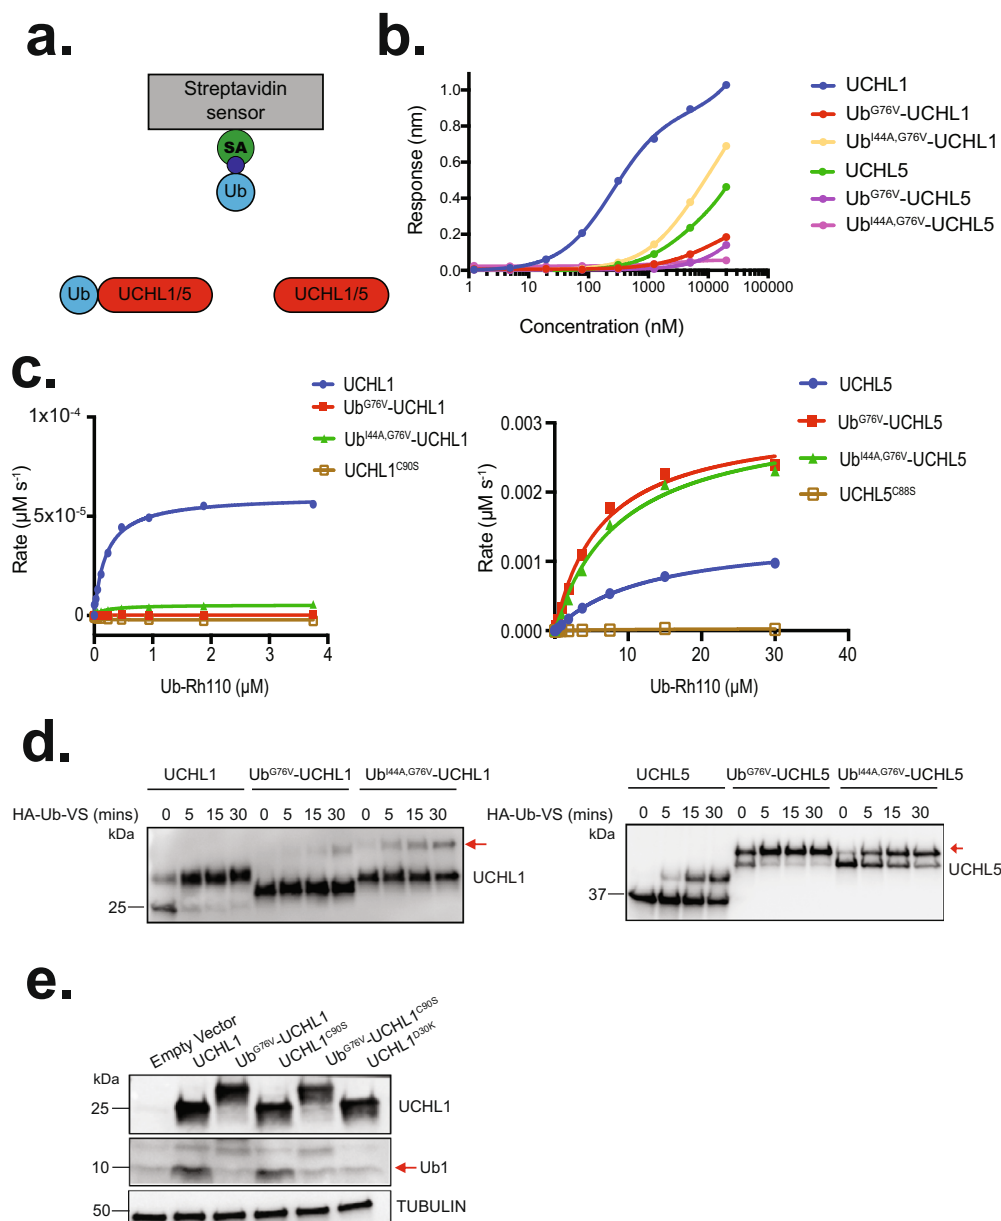 a.
Streptavidin
sensor
SA
Ub
Ub
UCHL1/5
UCHL1/5
b.
Response (nm)
1.0
0.8
0.6
0.4
0.2
0.0
1
10
100
1000
10000
100000
Concentration (nM)
UCHL1
Ub^G76V-UCHL1
Ub^I44A,G76V-UCHL1
UCHL5
Ub^G76V-UCHL5
Ub^I44A,G76V-UCHL5
c.
UCHL1
Ub^G76V-UCHL1
Ub^I44A,G76V-UCHL1
UCHL1^C90S
Rate (µM s⁻¹)
1x10⁻⁴
5x10⁻⁵
0
0
1
2
3
4
Ub-Rh110 (µM)
UCHL5
Ub^G76V-UCHL5
Ub^I44A,G76V-UCHL5
UCHL5^C88S
Rate (µM s⁻¹)
0.003
0.002
0.001
0.000
10
20
30
40
Ub-Rh110 (µM)
d.
UCHL1 Ub^G76V-UCHL1 Ub^I44A,G76V-UCHL1
HA-Ub-VS (mins) 0 5 15 30 0 5 15 30 0 5 15 30
kDa
25
UCHL1
UCHL5 Ub^G76V-UCHL5 Ub^I44A,G76V-UCHL5
HA-Ub-VS (mins) 0 5 15 30 0 5 15 30 0 5 15 30
kDa
37
UCHL5
e.
Empty Vector
UCHL1
Ub^G76V-UCHL1
UCHL1^C90S
Ub^G76V-UCHL1^C90S
UCHL1^D30K
kDa
25
UCHL1
10
Ub1
50
TUBULIN